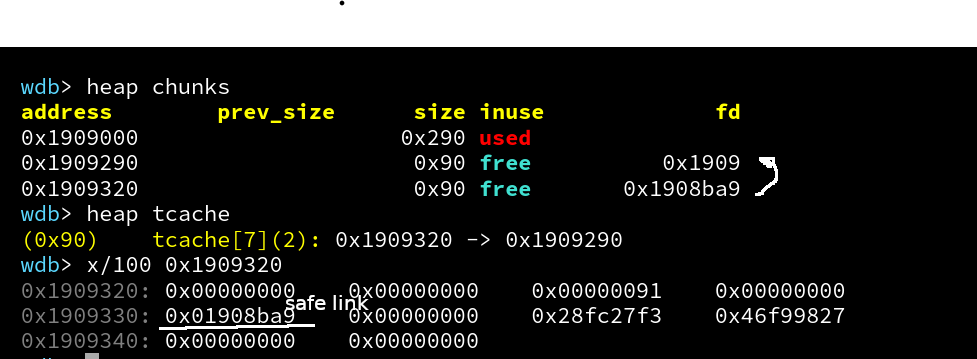 wdb> heap chunks
address prev_size size inuse fd
0x1909000 0x290 used
0x1909290 0x90 free 0x1909
0x1909320 0x90 free 0x1908ba9
wdb> heap tcache
(0x90) tcache[7](2): 0x1909320 -> 0x1909290
wdb> x/100 0x1909320
0x1909320: 0x00000000 0x00000000 0x00000091 0x00000000
safe link
0x1909330: 0x01908ba9 0x00000000 0x28fc27f3 0x46f99827
0x1909340: 0x00000000 0x00000000